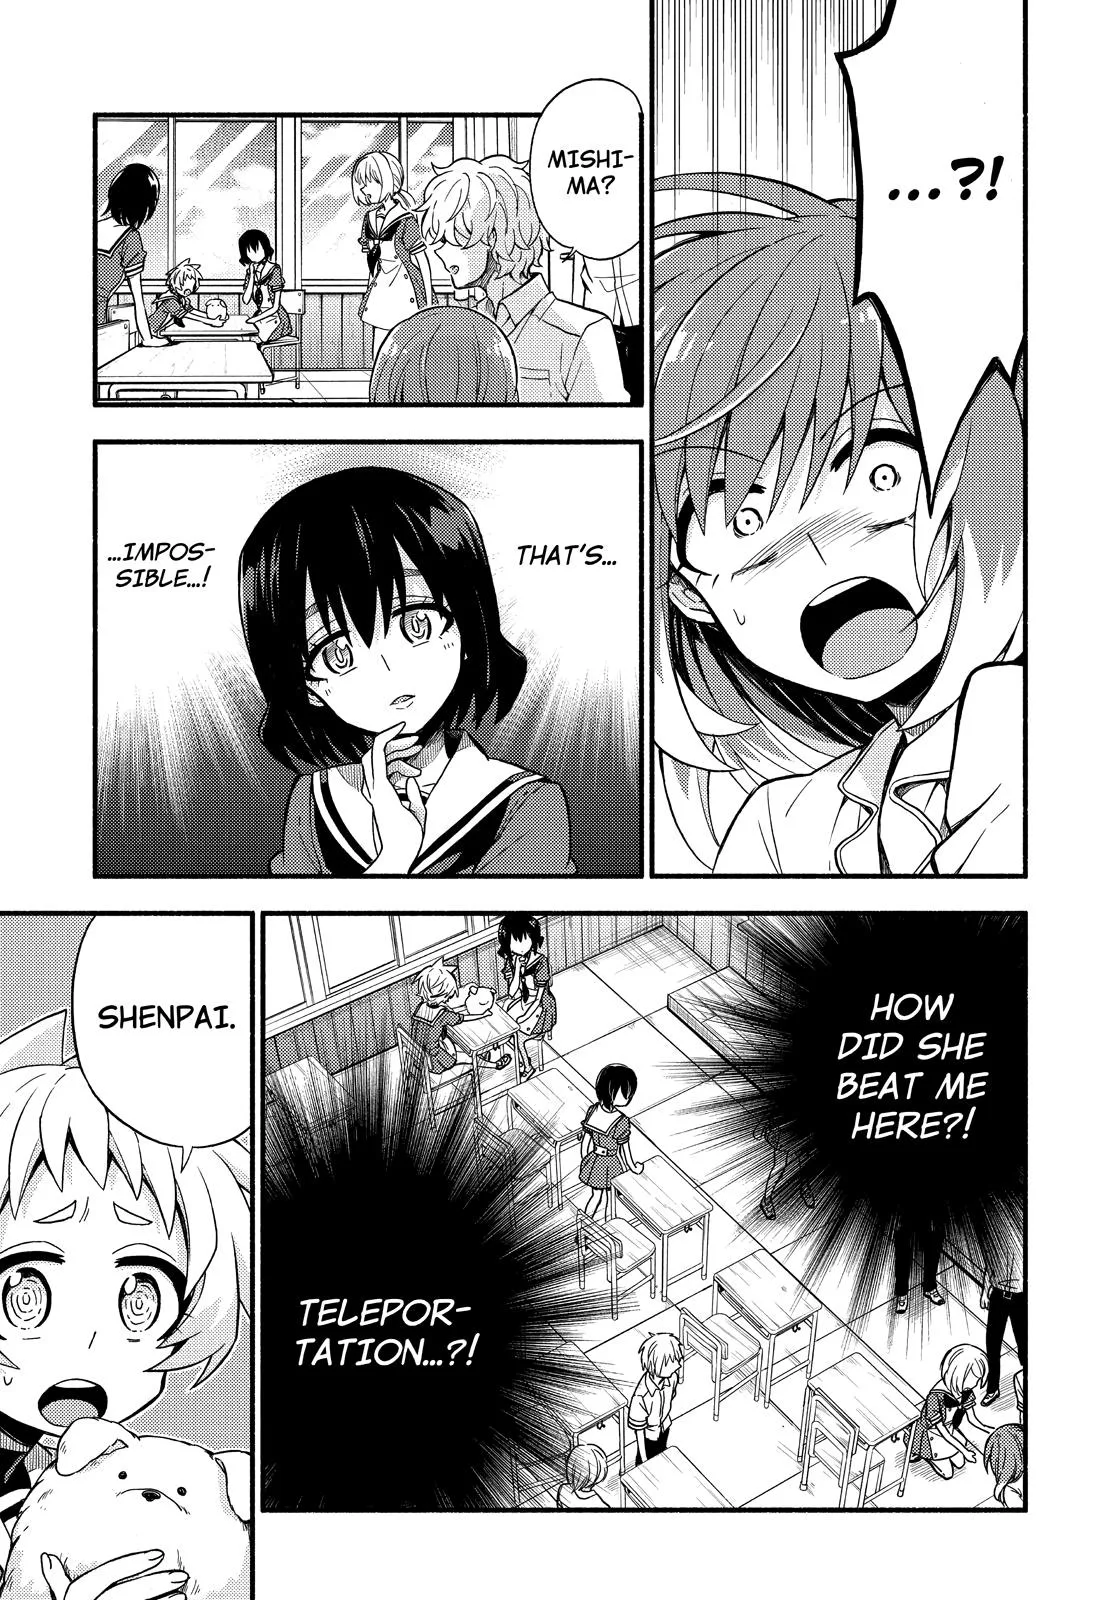 ...?!
MISHI-
MA?
THAT'S...
...IMPOS-
SIBLE...!
HOW
DID SHE
BEAT ME
HERE?!
TELEPOR-
TATION...?!
SHENPAI.